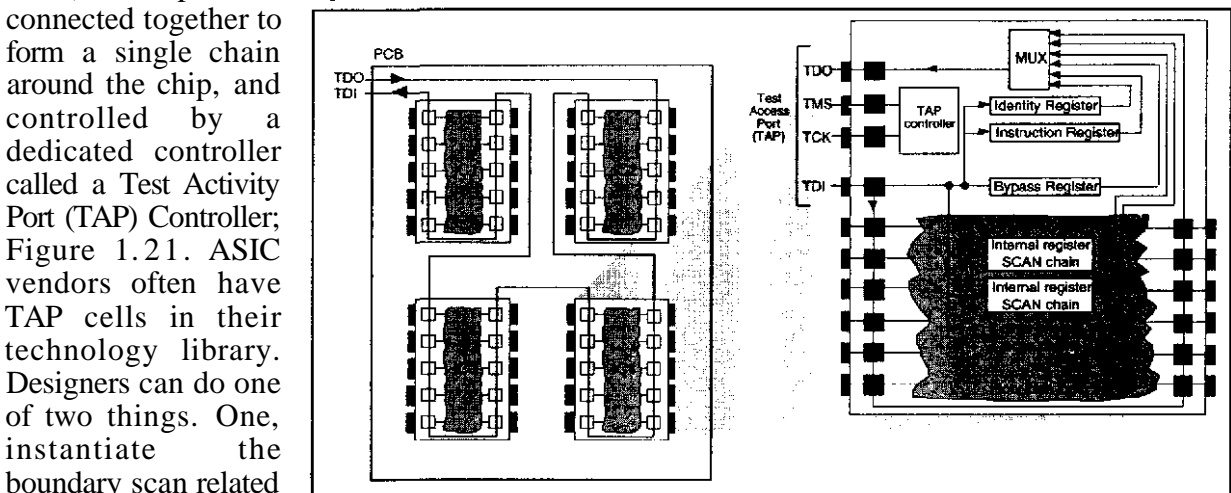 connected together to
form a single chain
around the chip, and
controlled by a
dedicated controller
called a Test Activity
Port (TAP) Controller;
Figure 1.21. ASIC
vendors often have
TAP cells in their
technology library.
Designers can do one
of two things. One,
instantiate the
boundary scan related
PCB
TDO
TDI
Test
Access
Port
(TAP)
TDO
TMS
TCK
TDI
TAP
controller
MUX
Identity Register
Instruction Register
Bypass Register
Internal register
SCAN chain
Internal register
SCAN chain